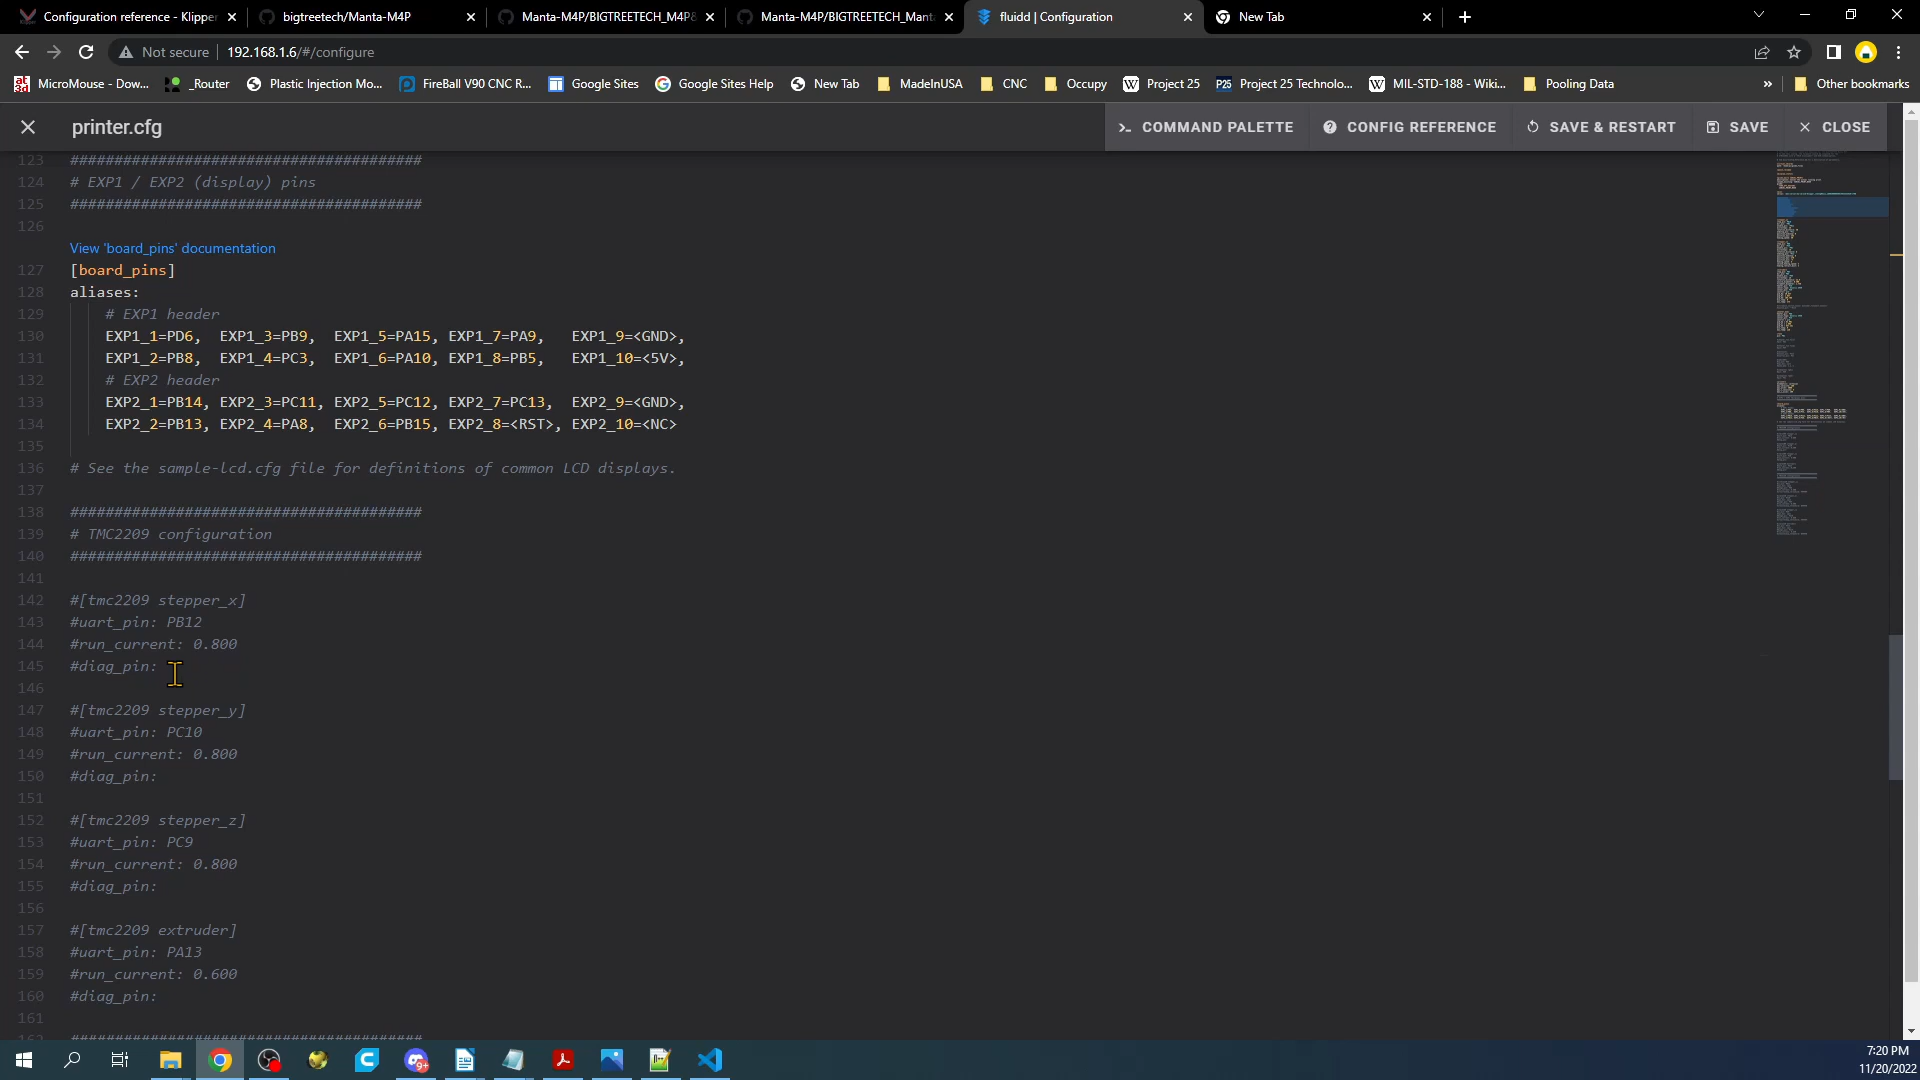 Configuration reference - Klipper
bigtreetech/Manta-M4P
Manta-M4P/BIGTREETECH_M4P&
Manta-M4P/BIGTREETECH_Manta
fluidd | Configuration
New Tab
Not secure
192.168.1.6/#/configure
MicroMouse - Dow...
_Router
Plastic Injection Mo...
FireBall V90 CNC R...
Google Sites
Google Sites Help
New Tab
MadeInUSA
CNC
Occupy
Project 25
Project 25 Technolo...
MIL-STD-188 - Wiki...
Pooling Data
»
Other bookmarks
printer.cfg
COMMAND PALETTE
CONFIG REFERENCE
SAVE & RESTART
SAVE
CLOSE
123 ########################################
124 # EXP1 / EXP2 (display) pins
125 ########################################
126
View 'board_pins' documentation
127 [board_pins]
128 aliases:
129 # EXP1 header
130 EXP1_1=PD6, EXP1_3=PB9, EXP1_5=PA15, EXP1_7=PA9, EXP1_9=<GND>,
131 EXP1_2=PB8, EXP1_4=PC3, EXP1_6=PA10, EXP1_8=PB5, EXP1_10=<5V>,
132 # EXP2 header
133 EXP2_1=PB14, EXP2_3=PC11, EXP2_5=PC12, EXP2_7=PC13, EXP2_9=<GND>,
134 EXP2_2=PB13, EXP2_4=PA8, EXP2_6=PB15, EXP2_8=<RST>, EXP2_10=<NC>
135
136 # See the sample-lcd.cfg file for definitions of common LCD displays.
137
138 ########################################
139 # TMC2209 configuration
140 ########################################
141
142 #[tmc2209 stepper_x]
143 #uart_pin: PB12
144 #run_current: 0.800
145 #diag_pin:
146
147 #[tmc2209 stepper_y]
148 #uart_pin: PC10
149 #run_current: 0.800
150 #diag_pin:
151
152 #[tmc2209 stepper_z]
153 #uart_pin: PC9
154 #run_current: 0.800
155 #diag_pin:
156
157 #[tmc2209 extruder]
158 #uart_pin: PA13
159 #run_current: 0.600
160 #diag_pin:
161
162 ########################################
7:20 PM
11/20/2022